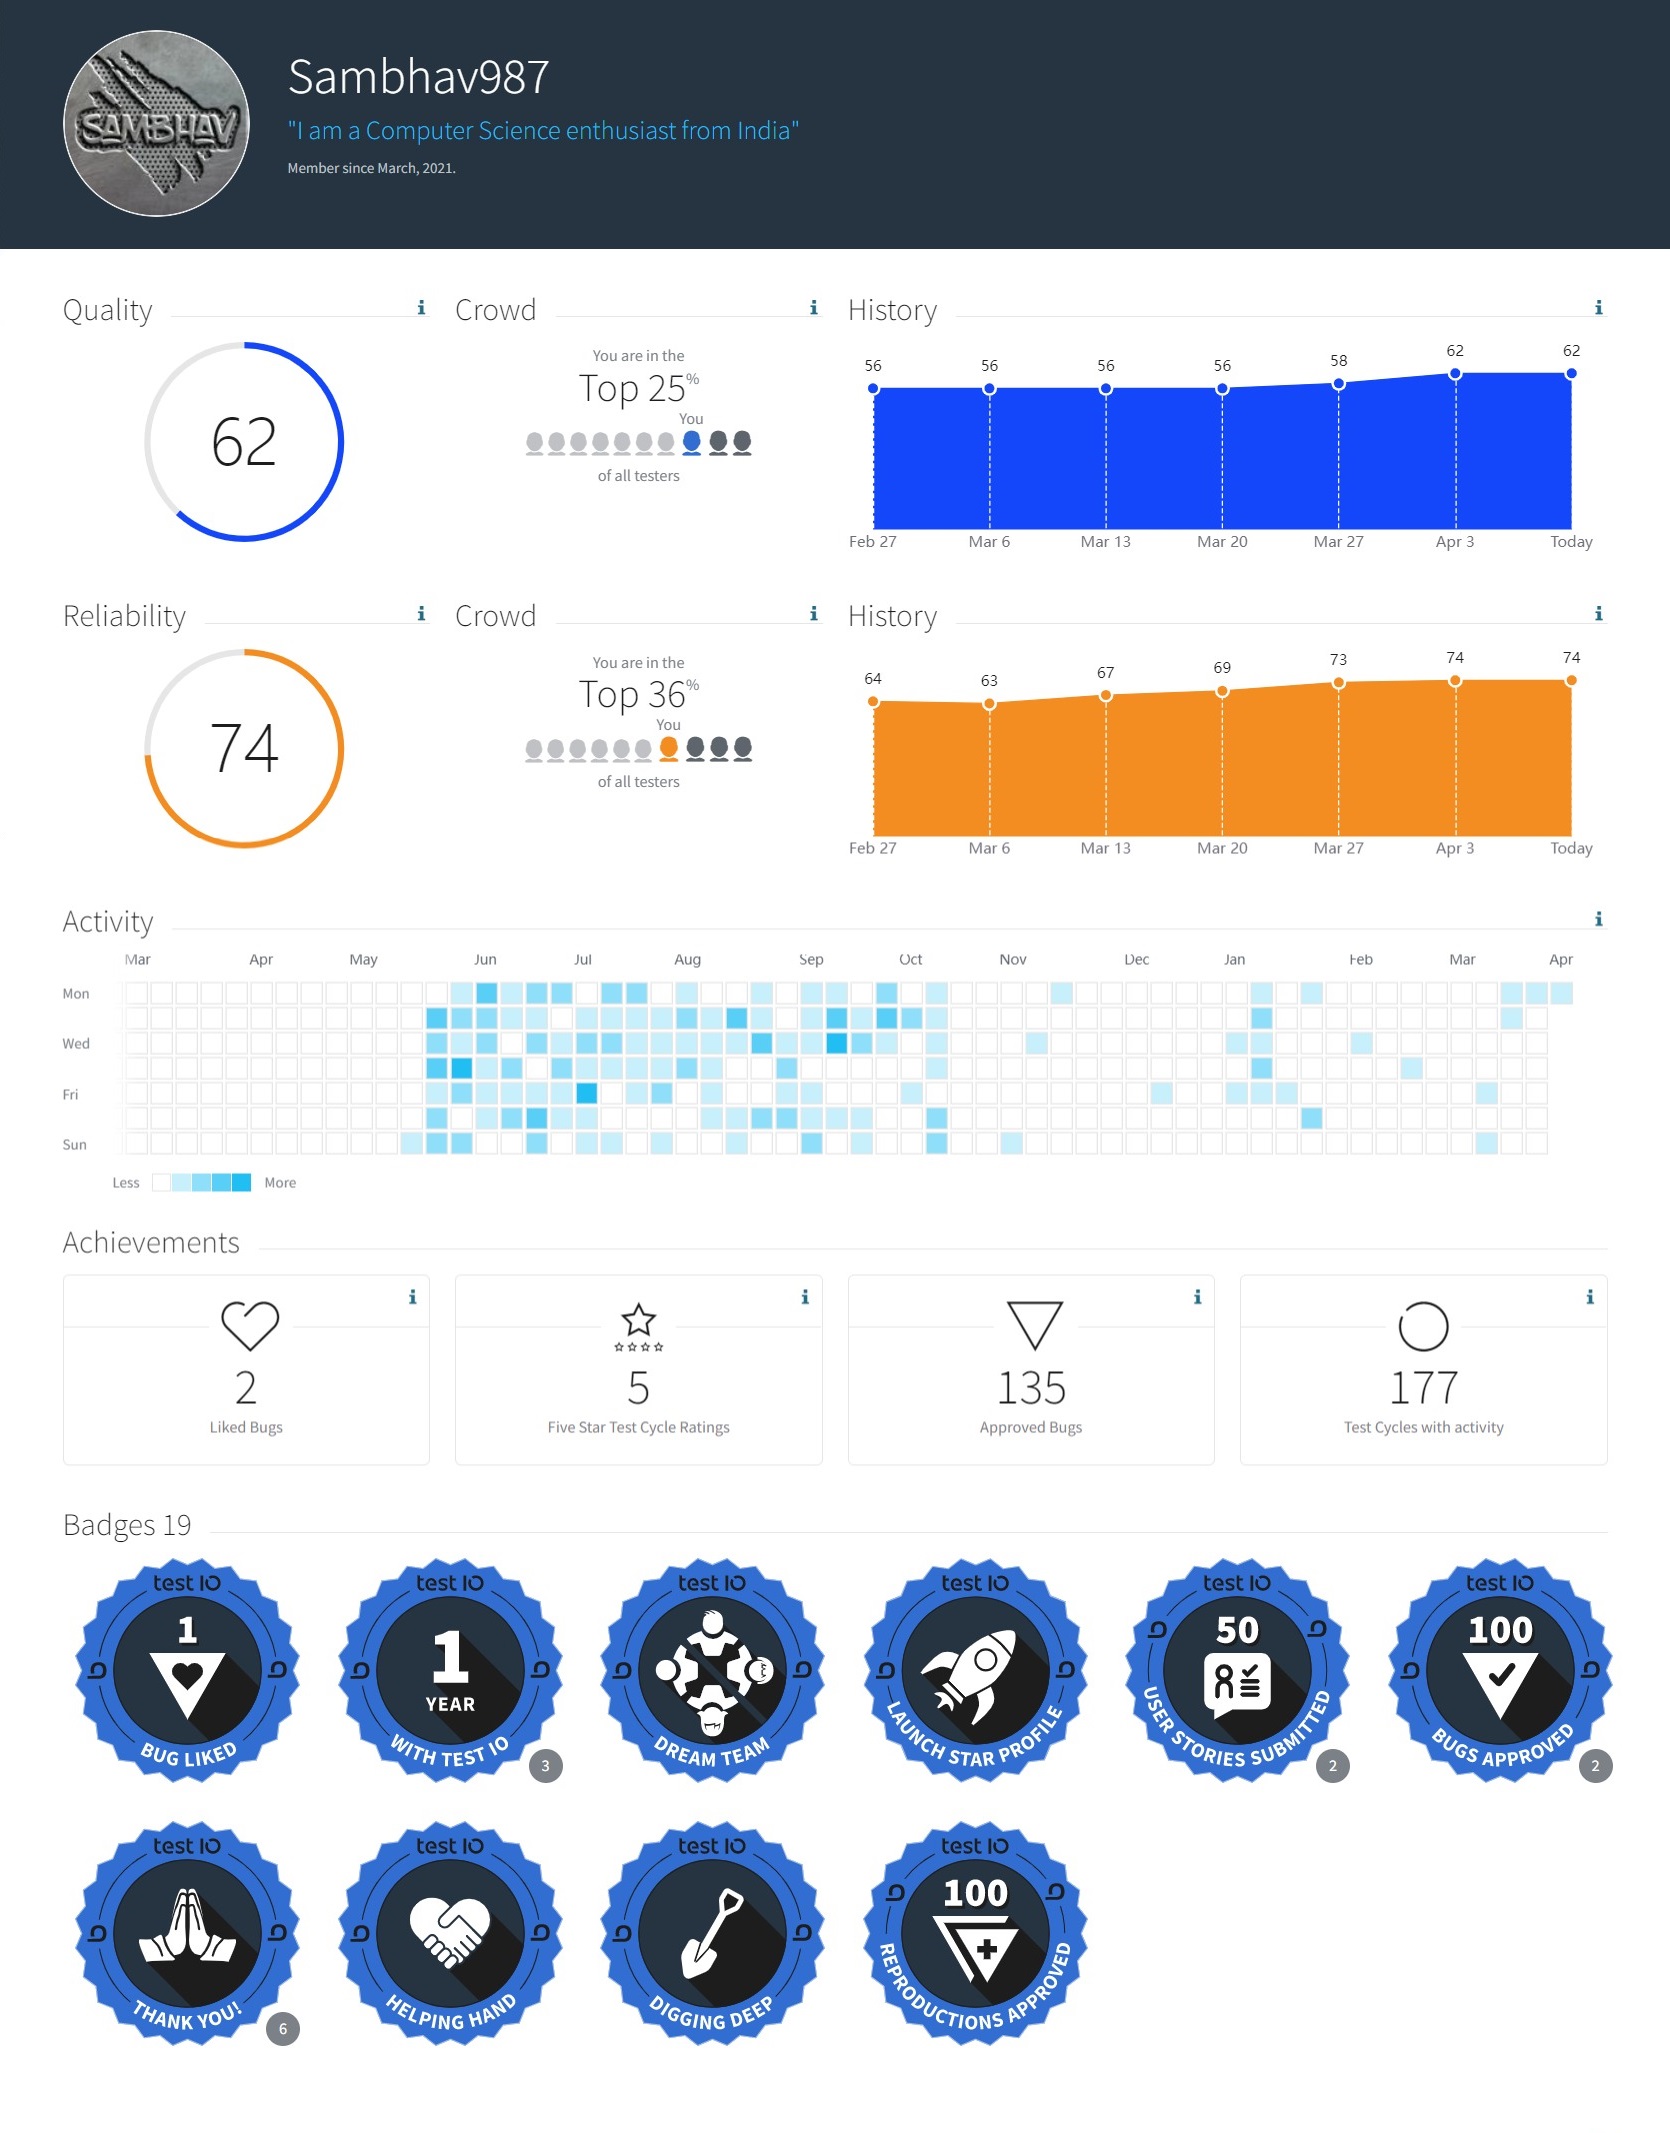 SAMBHAV
Sambhav987
"I am a Computer Science enthusiast from India"
Member since March, 2021.
Quality
62
Crowd
You are in the
Top 25%
You
of all testers
History
56 56 56 56 58 62 62
Feb 27 Mar 6 Mar 13 Mar 20 Mar 27 Apr 3 Today
Reliability
74
Crowd
You are in the
Top 36%
You
of all testers
History
64 63 67 69 73 74 74
Feb 27 Mar 6 Mar 13 Mar 20 Mar 27 Apr 3 Today
Activity
Mar Apr May Jun Jul Aug Sep Oct Nov Dec Jan Feb Mar Apr
Mon
Wed
Fri
Sun
Less More
Achievements
2
Liked Bugs
5
Five Star Test Cycle Ratings
135
Approved Bugs
177
Test Cycles with activity
Badges 19
test IO
1
BUG LIKED
test IO
1
YEAR
WITH TEST IO
3
test IO
DREAM TEAM
test IO
LAUNCH STAR PROFILE
test IO
50
USER STORIES SUBMITTED
2
test IO
100
BUGS APPROVED
2
test IO
THANK YOU!
6
test IO
HELPING HAND
test IO
DIGGING DEEP
test IO
100
REPRODUCTIONS APPROVED